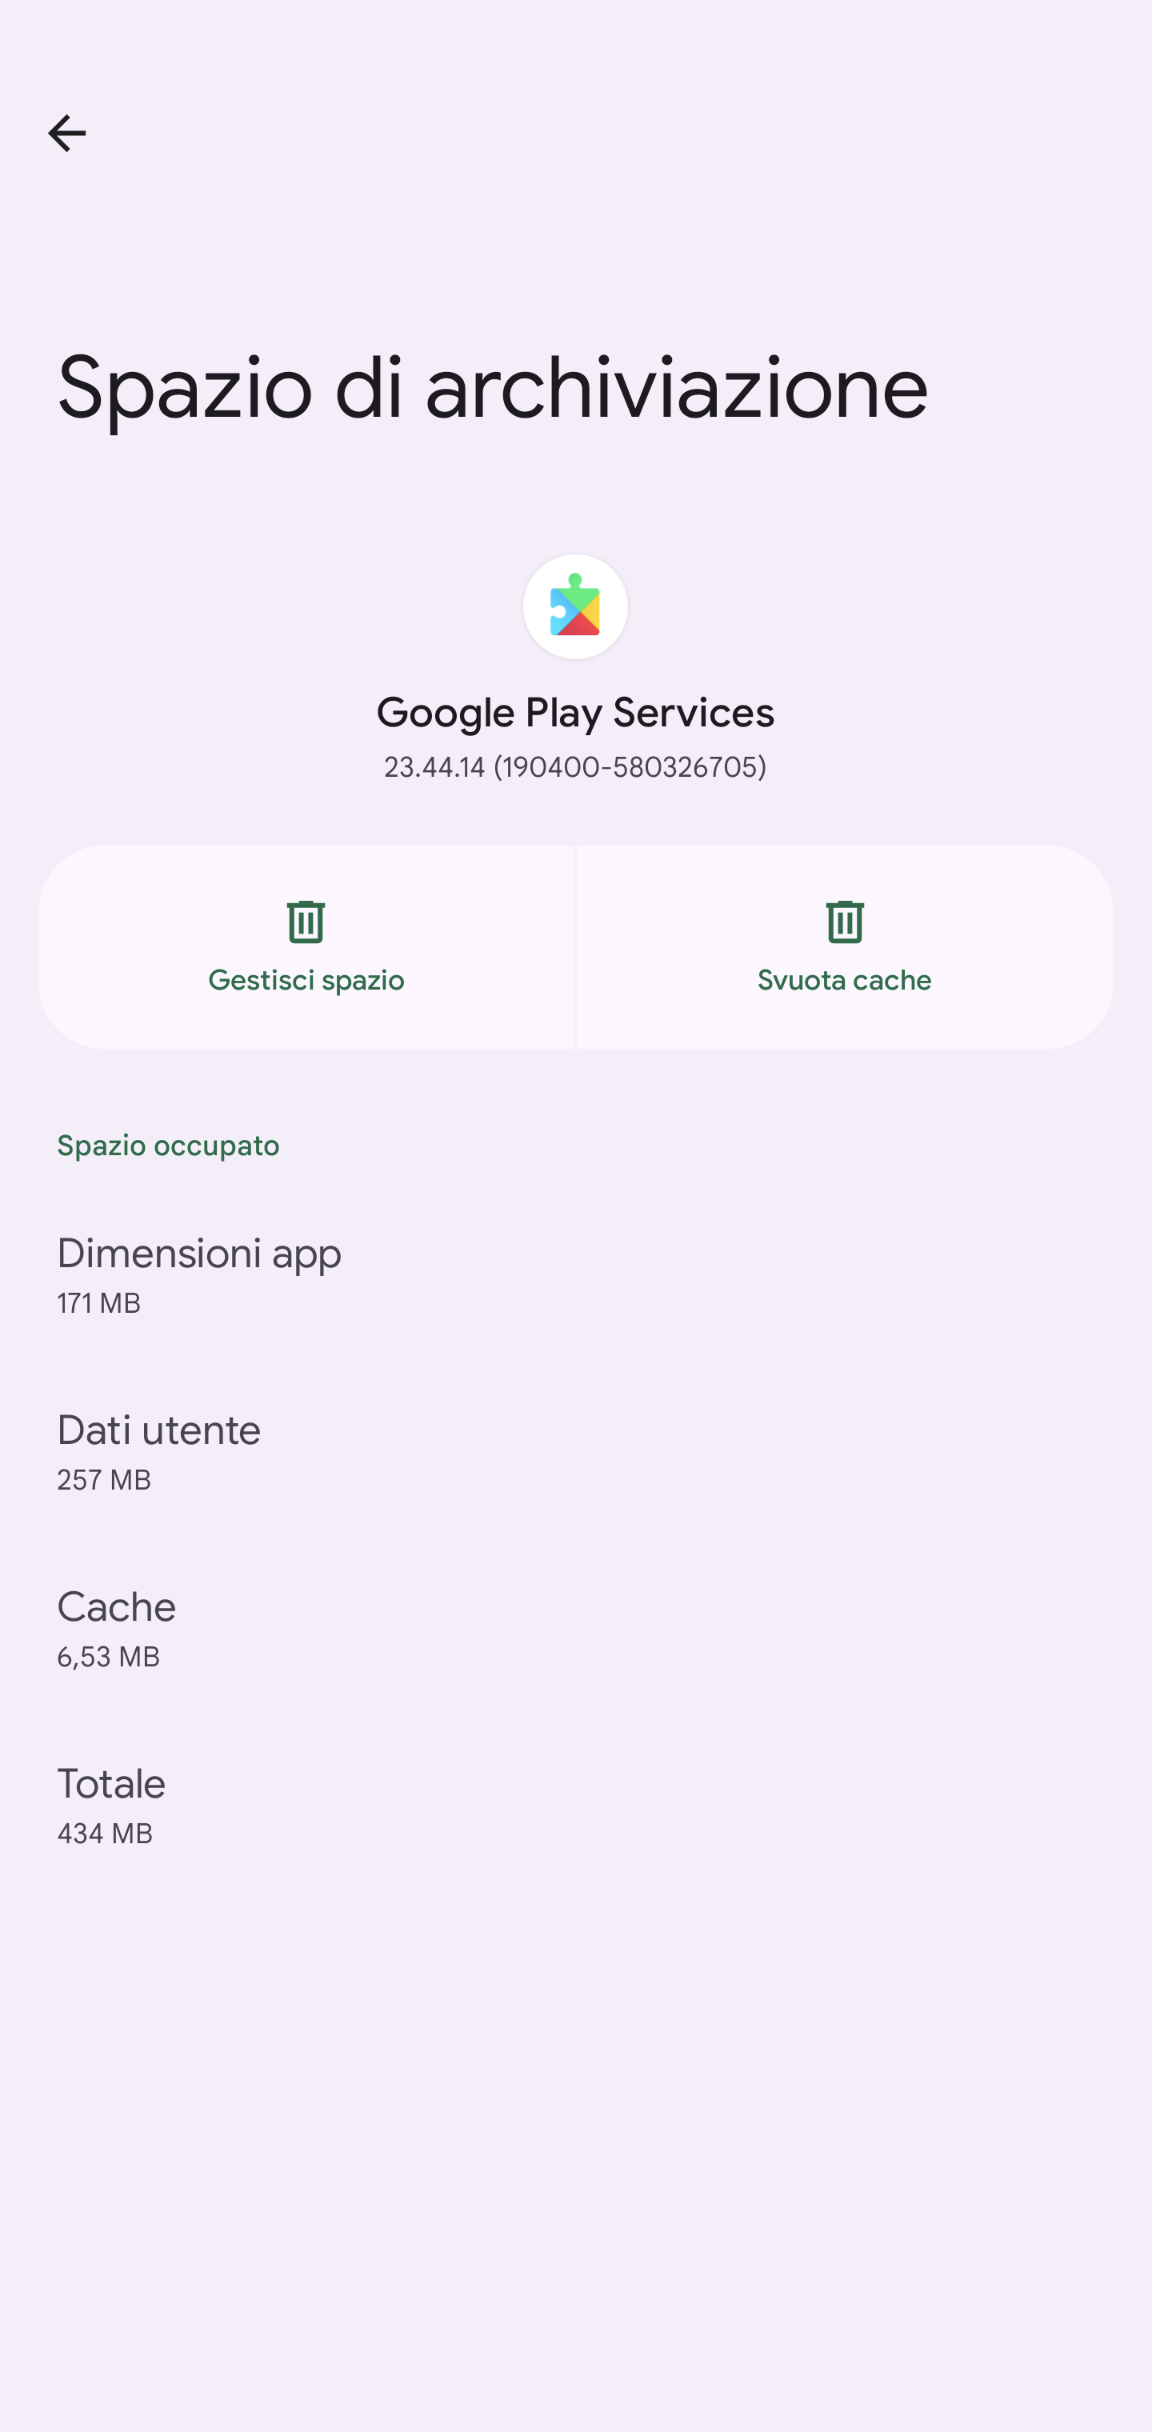 Spazio di archiviazione
Google Play Services
23.44.14 (190400-580326705)
Gestisci spazio
Svuota cache
Spazio occupato
Dimensioni app
171 MB
Dati utente
257 MB
Cache
6,53 MB
Totale
434 MB